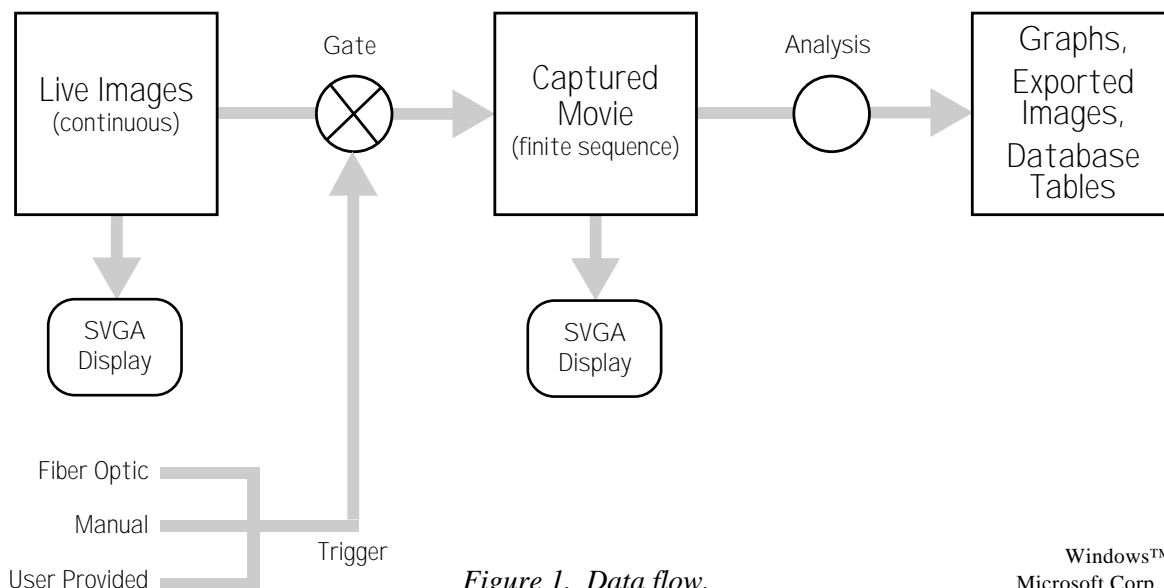 Gate
Analysis
Live Images
(continuous)
Captured
Movie
(finite sequence)
Graphs,
Exported
Images,
Database
Tables
SVGA
Display
SVGA
Display
Fiber Optic
Manual
User Provided
Trigger
Figure 1. Data flow.
Windows™
Microsoft Corp.